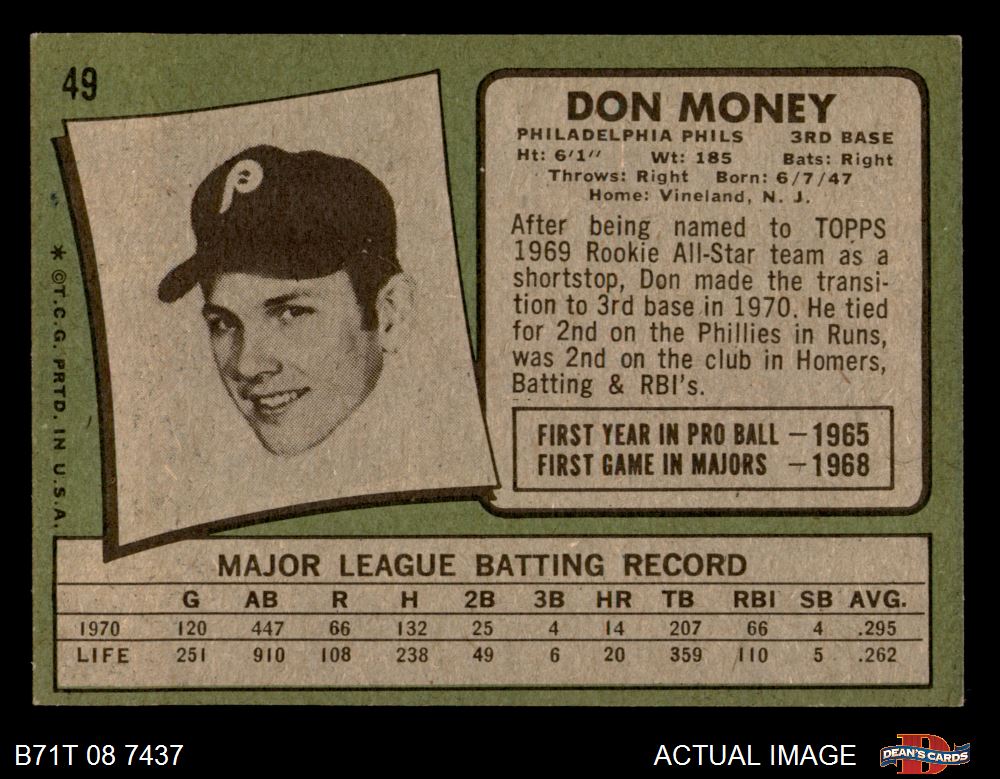 49
DON MONEY
PHILADELPHIA PHILS 3RD BASE
Ht: 6'1" Wt: 185 Bats: Right
Throws: Right Born: 6/7/47
Home: Vineland, N. J.
After being named to TOPPS
1969 Rookie All-Star team as a
shortstop, Don made the transi-
tion to 3rd base in 1970. He tied
for 2nd on the Phillies in Runs,
was 2nd on the club in Homers,
Batting & RBI's.
FIRST YEAR IN PRO BALL – 1965
FIRST GAME IN MAJORS – 1968
P
* © T.C.G. PRTD. IN U.S.A.
MAJOR LEAGUE BATTING RECORD
G AB R H 2B 3B HR TB RBI SB AVG.
1970 120 447 66 132 25 4 14 207 66 4 .295
LIFE 251 910 108 238 49 6 20 359 110 5 .262
B71T 08 7437
ACTUAL IMAGE
D
DEAN'S CARDS